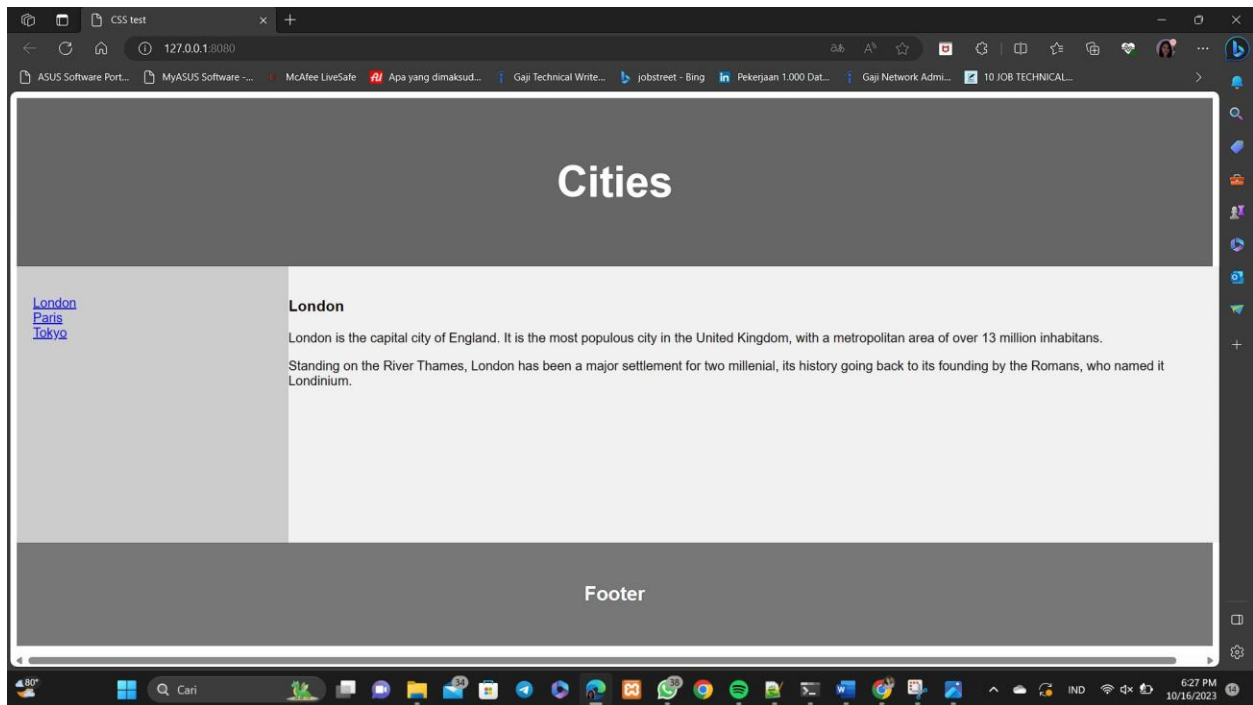 CSS test
127.0.0.1:8080
ASUS Software Port... MyASUS Software -... McAfee LiveSafe Apa yang dimaksud... Gaji Technical Write... jobstreet - Bing Pekerjaan 1.000 Dat... Gaji Network Admi... 10 JOB TECHNICAL...
Cities
London
Paris
Tokyo
London
London is the capital city of England. It is the most populous city in the United Kingdom, with a metropolitan area of over 13 million inhabitans.
Standing on the River Thames, London has been a major settlement for two millenial, its history going back to its founding by the Romans, who named it
Londinium.
Footer
80°
Cari
34
38
IND
6:27 PM
10/16/2023
14